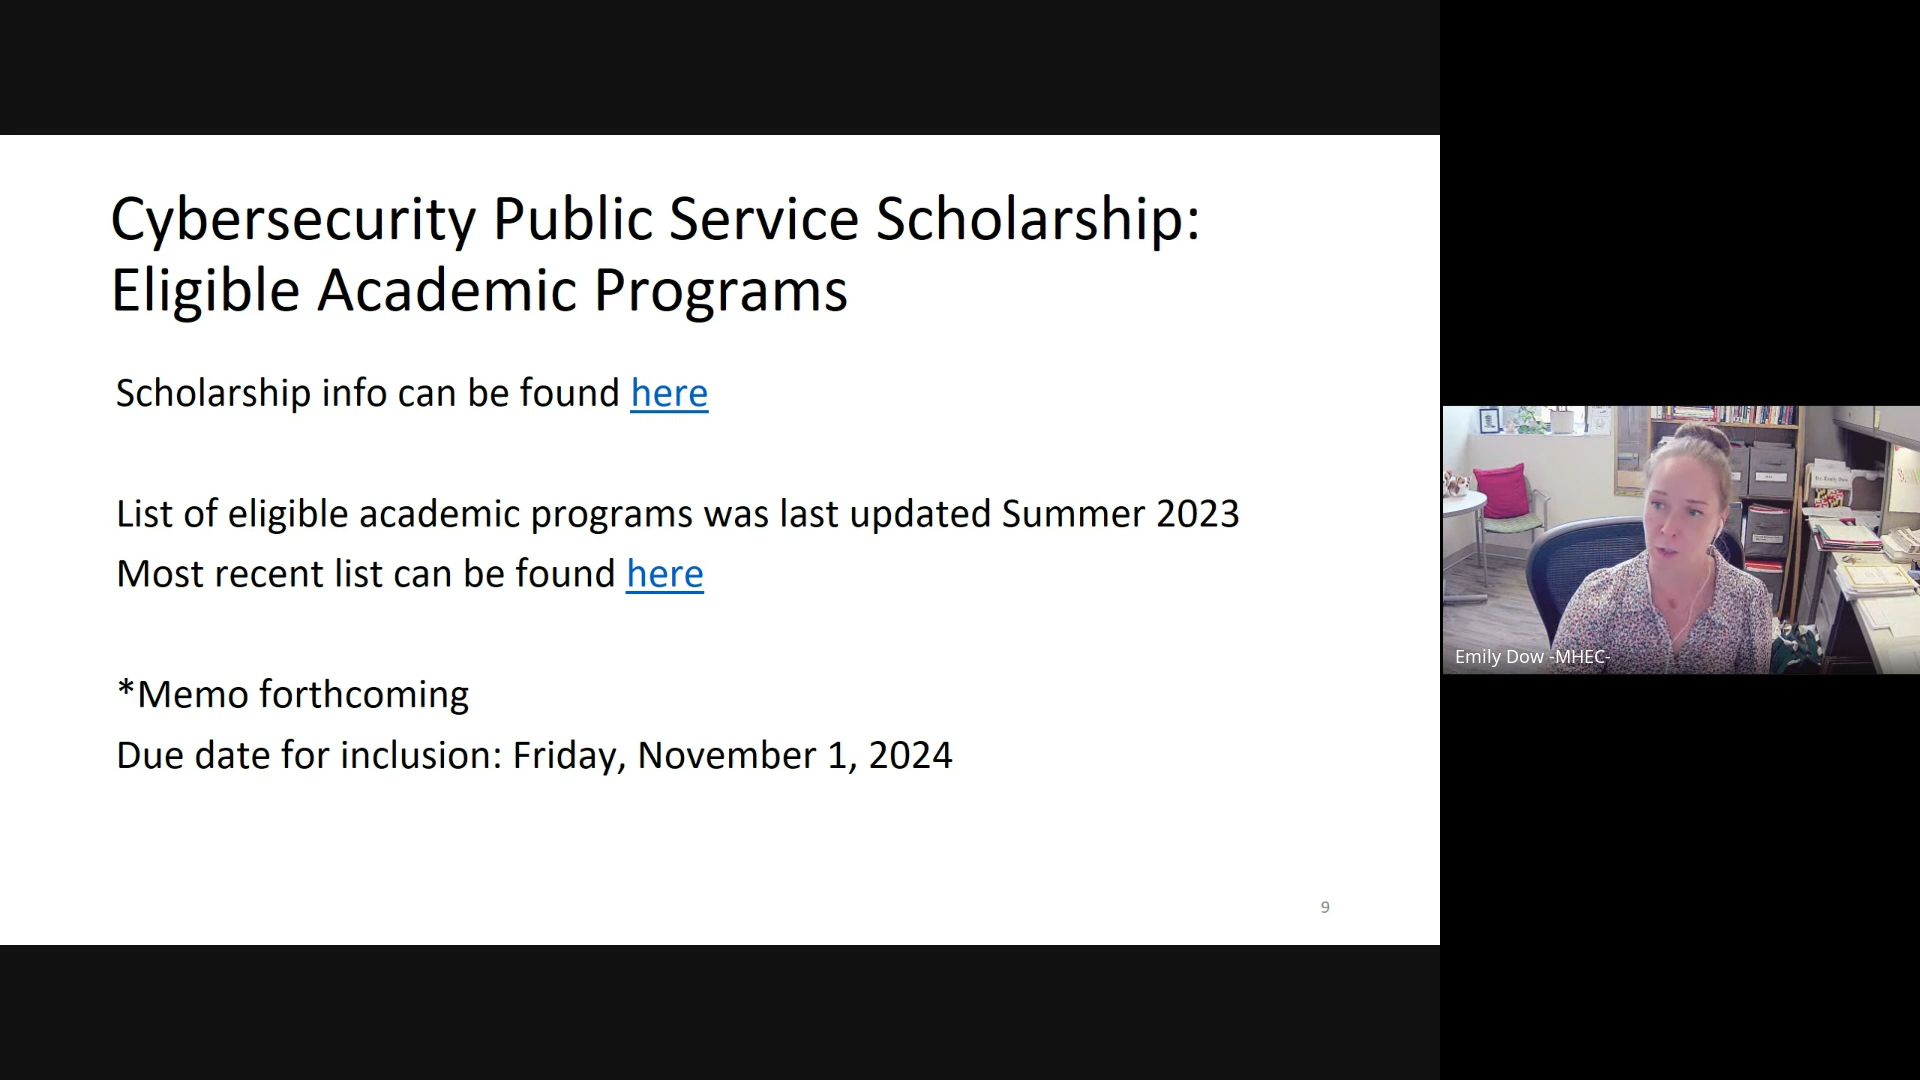 Cybersecurity Public Service Scholarship:
Eligible Academic Programs
Scholarship info can be found here
List of eligible academic programs was last updated Summer 2023
Most recent list can be found here
*Memo forthcoming
Due date for inclusion: Friday, November 1, 2024
9
Emily Dow -MHEC-